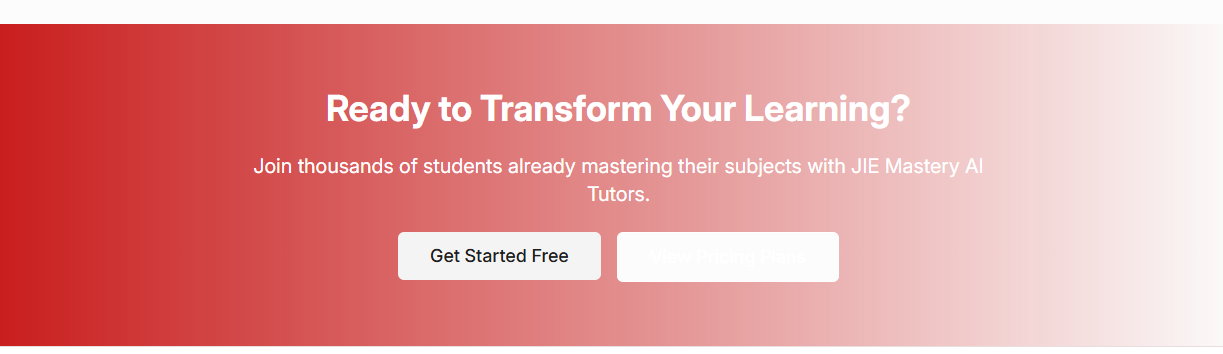 Ready to Transform Your Learning?
Join thousands of students already mastering their subjects with JIE Mastery AI
Tutors.
Get Started Free
View Pricing Plans